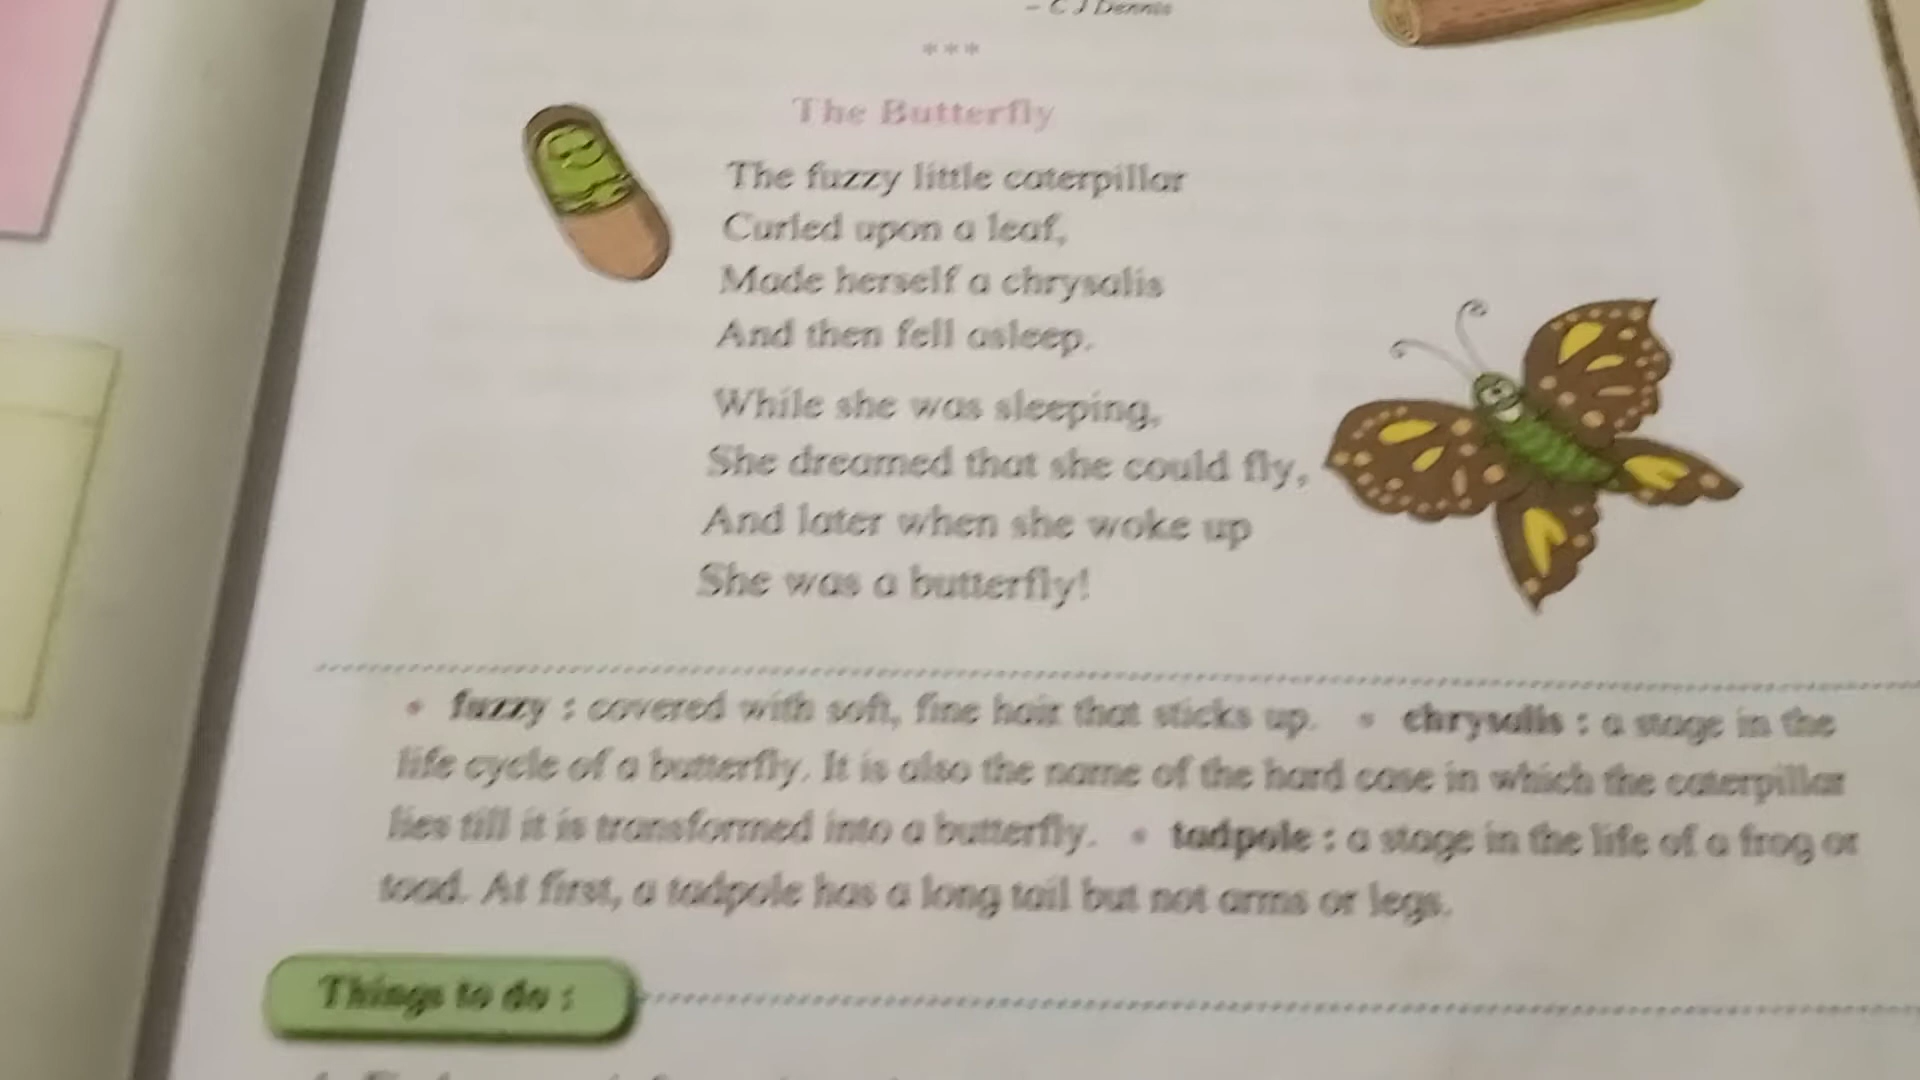 – C J Dennis
***
The Butterfly
The fuzzy little caterpillar
Curled upon a leaf,
Made herself a chrysalis
And then fell asleep.
While she was sleeping,
She dreamed that she could fly,
And later when she woke up
She was a butterfly!
• fuzzy : covered with soft, fine hair that sticks up. • chrysalis : a stage in the
life cycle of a butterfly. It is also the name of the hard case in which the caterpillar
lies till it is transformed into a butterfly. • tadpole : a stage in the life of a frog or
toad. At first, a tadpole has a long tail but not arms or legs.
Things to do :